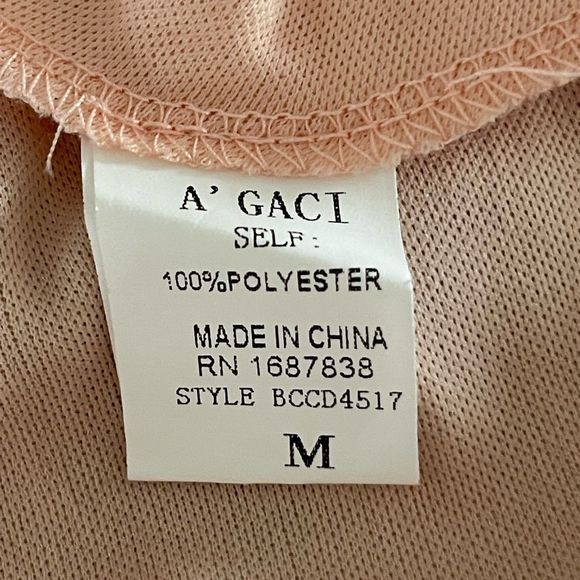 A' GACI
SELF:
100%POLYESTER
MADE IN CHINA
RN 1687838
STYLE BCCD4517
M